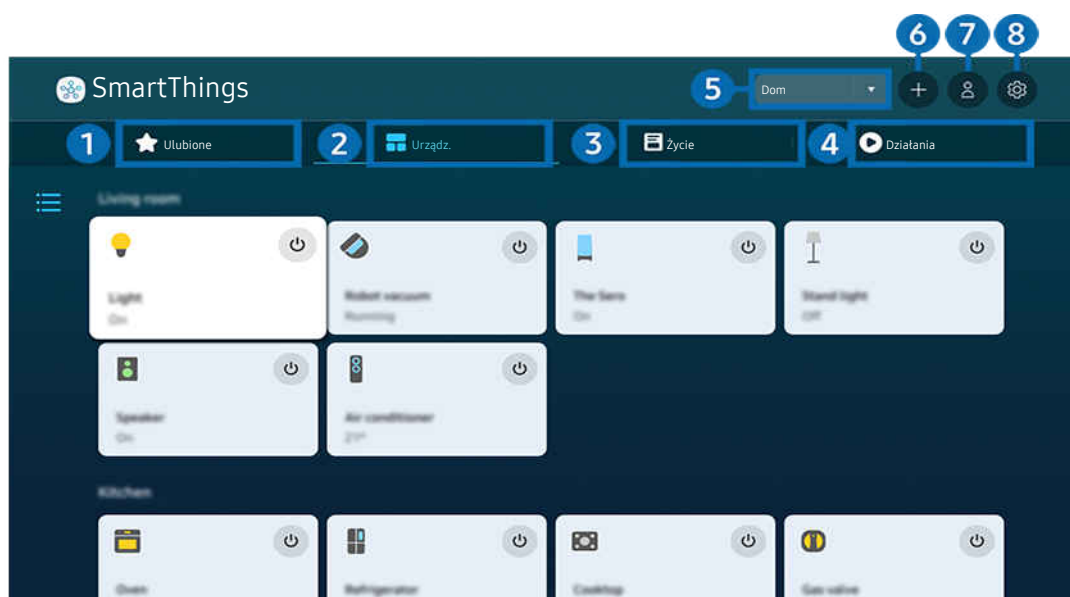 6 7 8
SmartThings
5 Dom
1 Ulubione 2 Urządz. 3 Życie 4 Działania
Living room
Light Robot vacuum The Sero Stand light
On Running On Off
Speaker Air conditioner
On
Kitchen
Oven Refrigerator Cooktop Gas valve